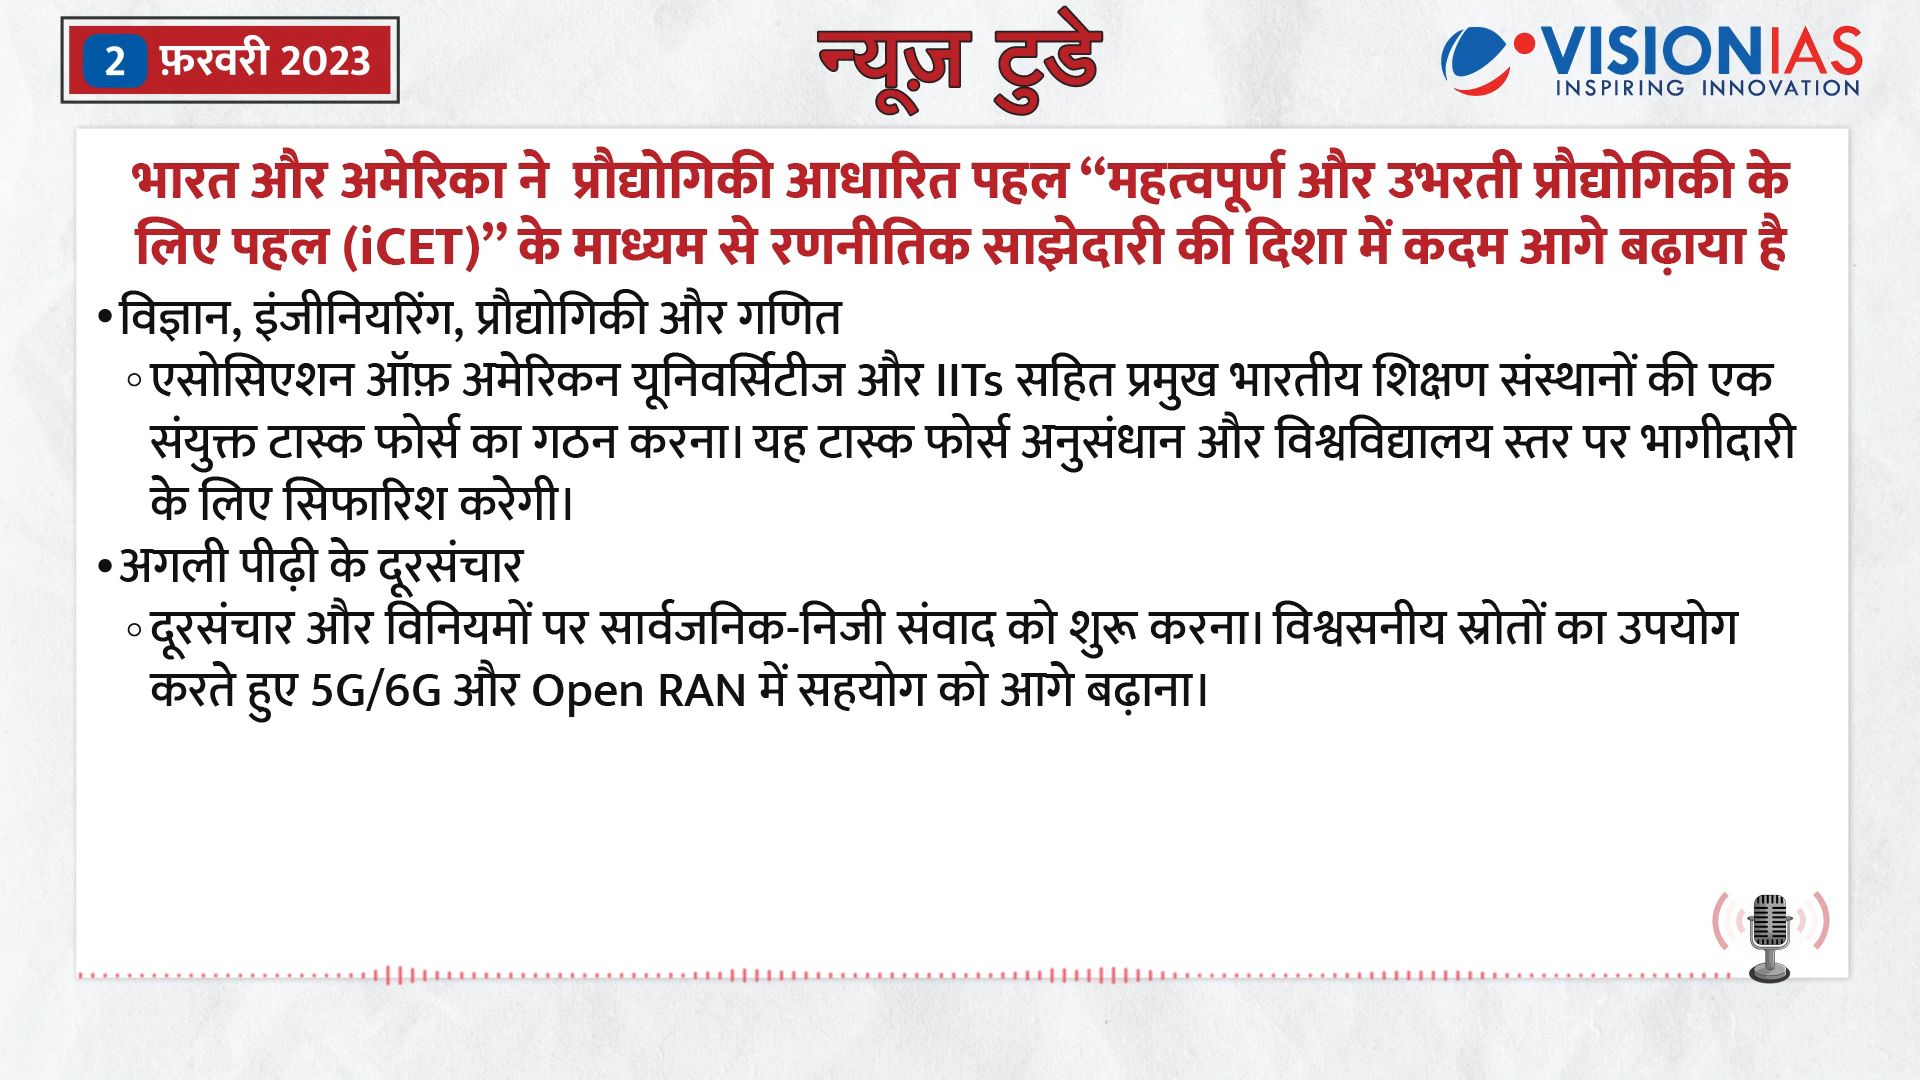 2 फ़रवरी 2023
न्यूज़ टुडे
VISIONIAS
INSPIRING INNOVATION
भारत और अमेरिका ने प्रौद्योगिकी आधारित पहल “महत्वपूर्ण और उभरती प्रौद्योगिकी के
लिए पहल (iCET)” के माध्यम से रणनीतिक साझेदारी की दिशा में कदम आगे बढ़ाया है
•विज्ञान, इंजीनियरिंग, प्रौद्योगिकी और गणित
◦एसोसिएशन ऑफ़ अमेरिकन यूनिवर्सिटीज और IITs सहित प्रमुख भारतीय शिक्षण संस्थानों की एक
संयुक्त टास्क फोर्स का गठन करना। यह टास्क फोर्स अनुसंधान और विश्वविद्यालय स्तर पर भागीदारी
के लिए सिफारिश करेगी।
•अगली पीढ़ी के दूरसंचार
◦दूरसंचार और विनियमों पर सार्वजनिक-निजी संवाद को शुरू करना। विश्वसनीय स्रोतों का उपयोग
करते हुए 5G/6G और Open RAN में सहयोग को आगे बढ़ाना।